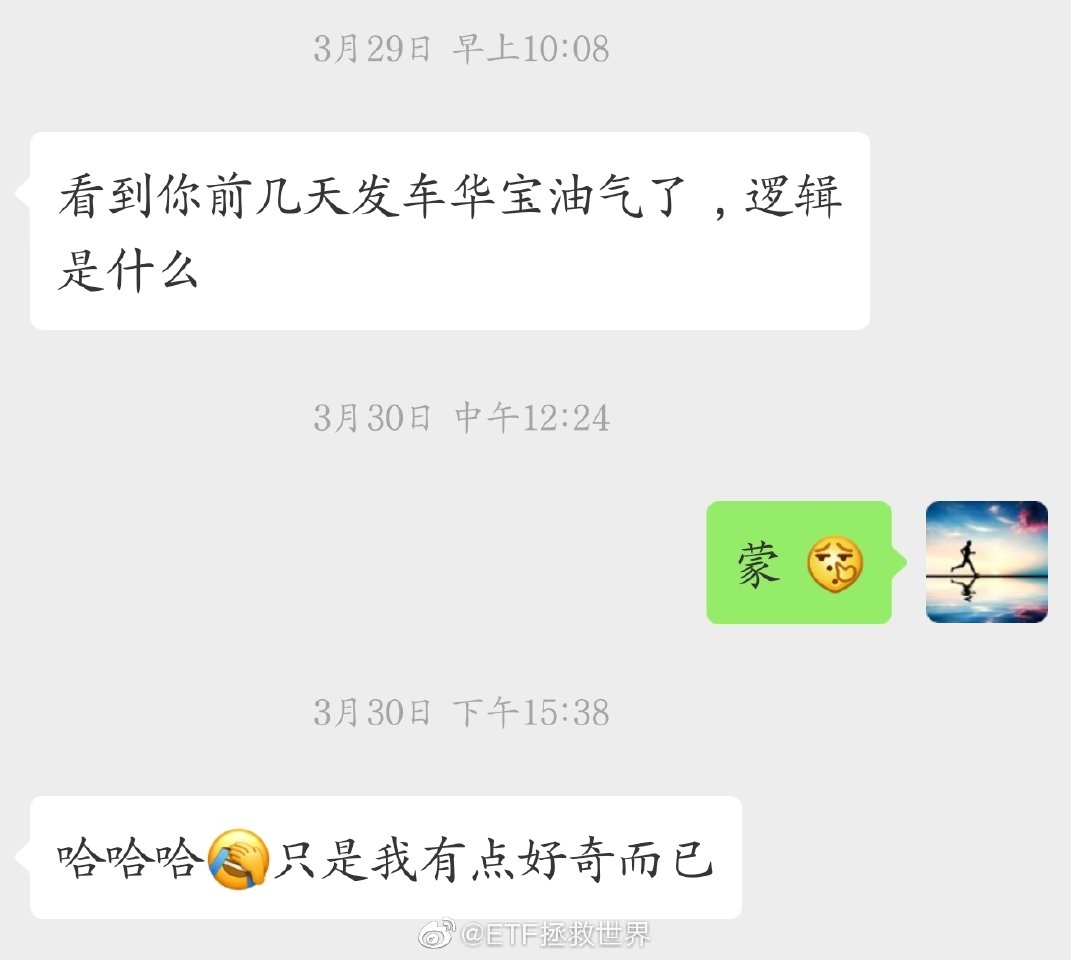 3月29日 早上10:08
看到你前几天发车华宝油气了，逻辑
是什么
3月30日 中午12:24
蒙
3月30日 下午15:38
哈哈哈🤦只是我有点好奇而已
@ETF拯救世界